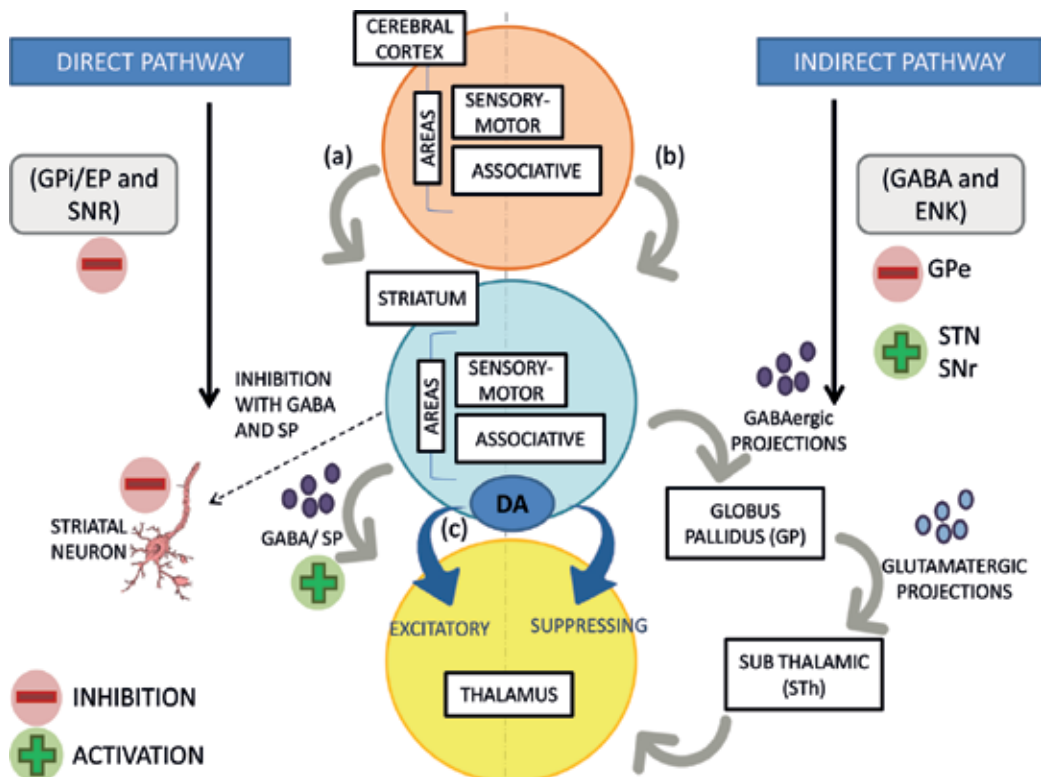 DIRECT PATHWAY
(GPi/EP and
SNR)
INHIBITION
WITH GABA
AND SP
STRIATAL
NEURON
GABA/ SP
INHIBITION
ACTIVATION
CEREBRAL
CORTEX
AREAS
SENSORY-
MOTOR
ASSOCIATIVE
(a)
(b)
STRIATUM
AREAS
SENSORY-
MOTOR
ASSOCIATIVE
DA
(c)
EXCITATORY
SUPPRESSING
THALAMUS
INDIRECT PATHWAY
(GABA and
ENK)
GPe
STN
SNr
GABAergic
PROJECTIONS
GLOBUS
PALLIDUS (GP)
GLUTAMATERGIC
PROJECTIONS
SUB THALAMIC
(STh)